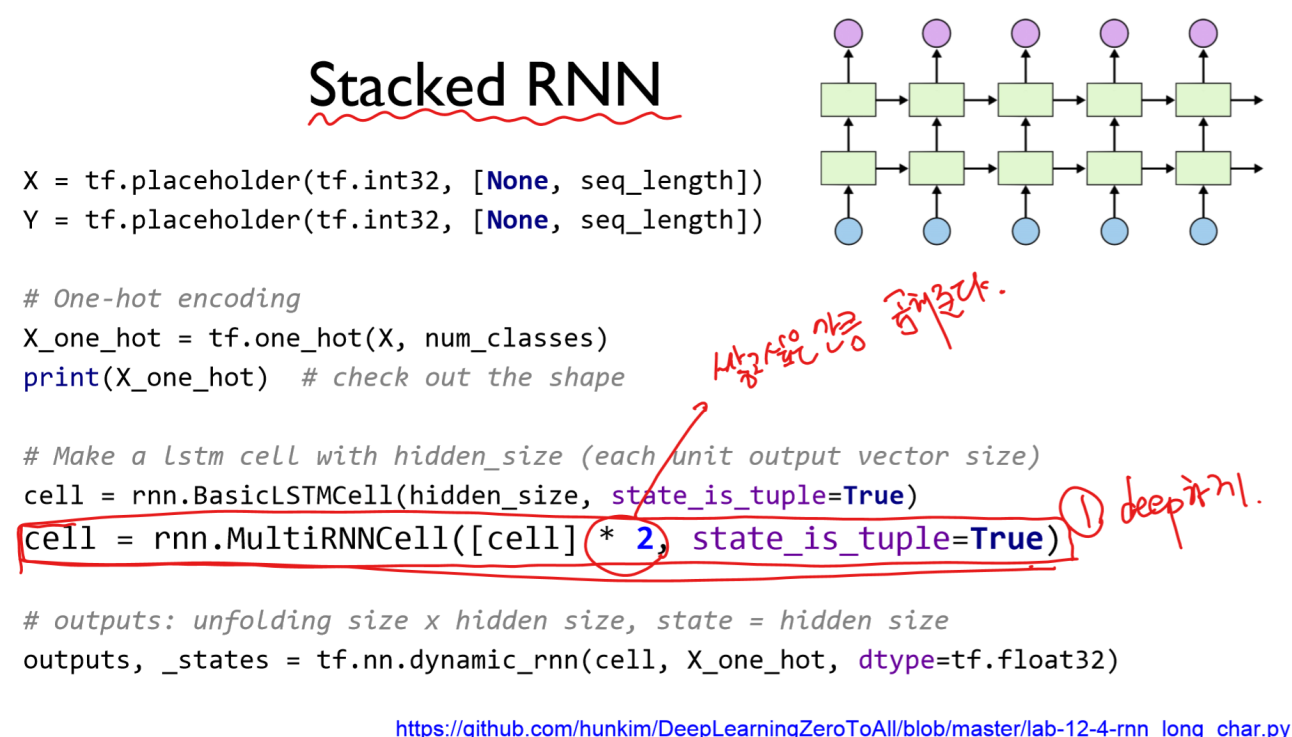 Stacked RNN
X = tf.placeholder(tf.int32, [None, seq_length])
Y = tf.placeholder(tf.int32, [None, seq_length])
# One-hot encoding
X_one_hot = tf.one_hot(X, num_classes)
print(X_one_hot)  # check out the shape
쌓고싶은 만큼 곱해준다.
# Make a lstm cell with hidden_size (each unit output vector size)
cell = rnn.BasicLSTMCell(hidden_size, state_is_tuple=True)
cell = rnn.MultiRNNCell([cell] * 2, state_is_tuple=True)
① deep하게.
# outputs: unfolding size x hidden size, state = hidden size
outputs, _states = tf.nn.dynamic_rnn(cell, X_one_hot, dtype=tf.float32)
https://github.com/hunkim/DeepLearningZeroToAll/blob/master/lab-12-4-rnn_long_char.py